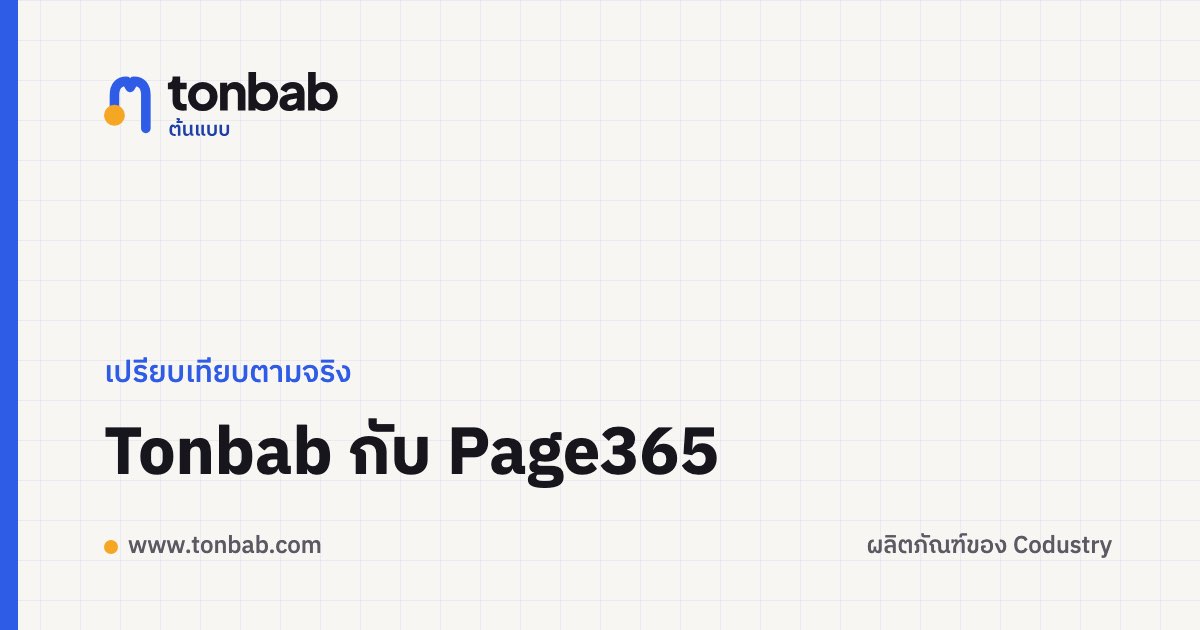 tonbab
ต้นแบบ
เปรียบเทียบตามจริง
Tonbab กับ Page365
www.tonbab.com
ผลิตภัณฑ์ของ Codustry